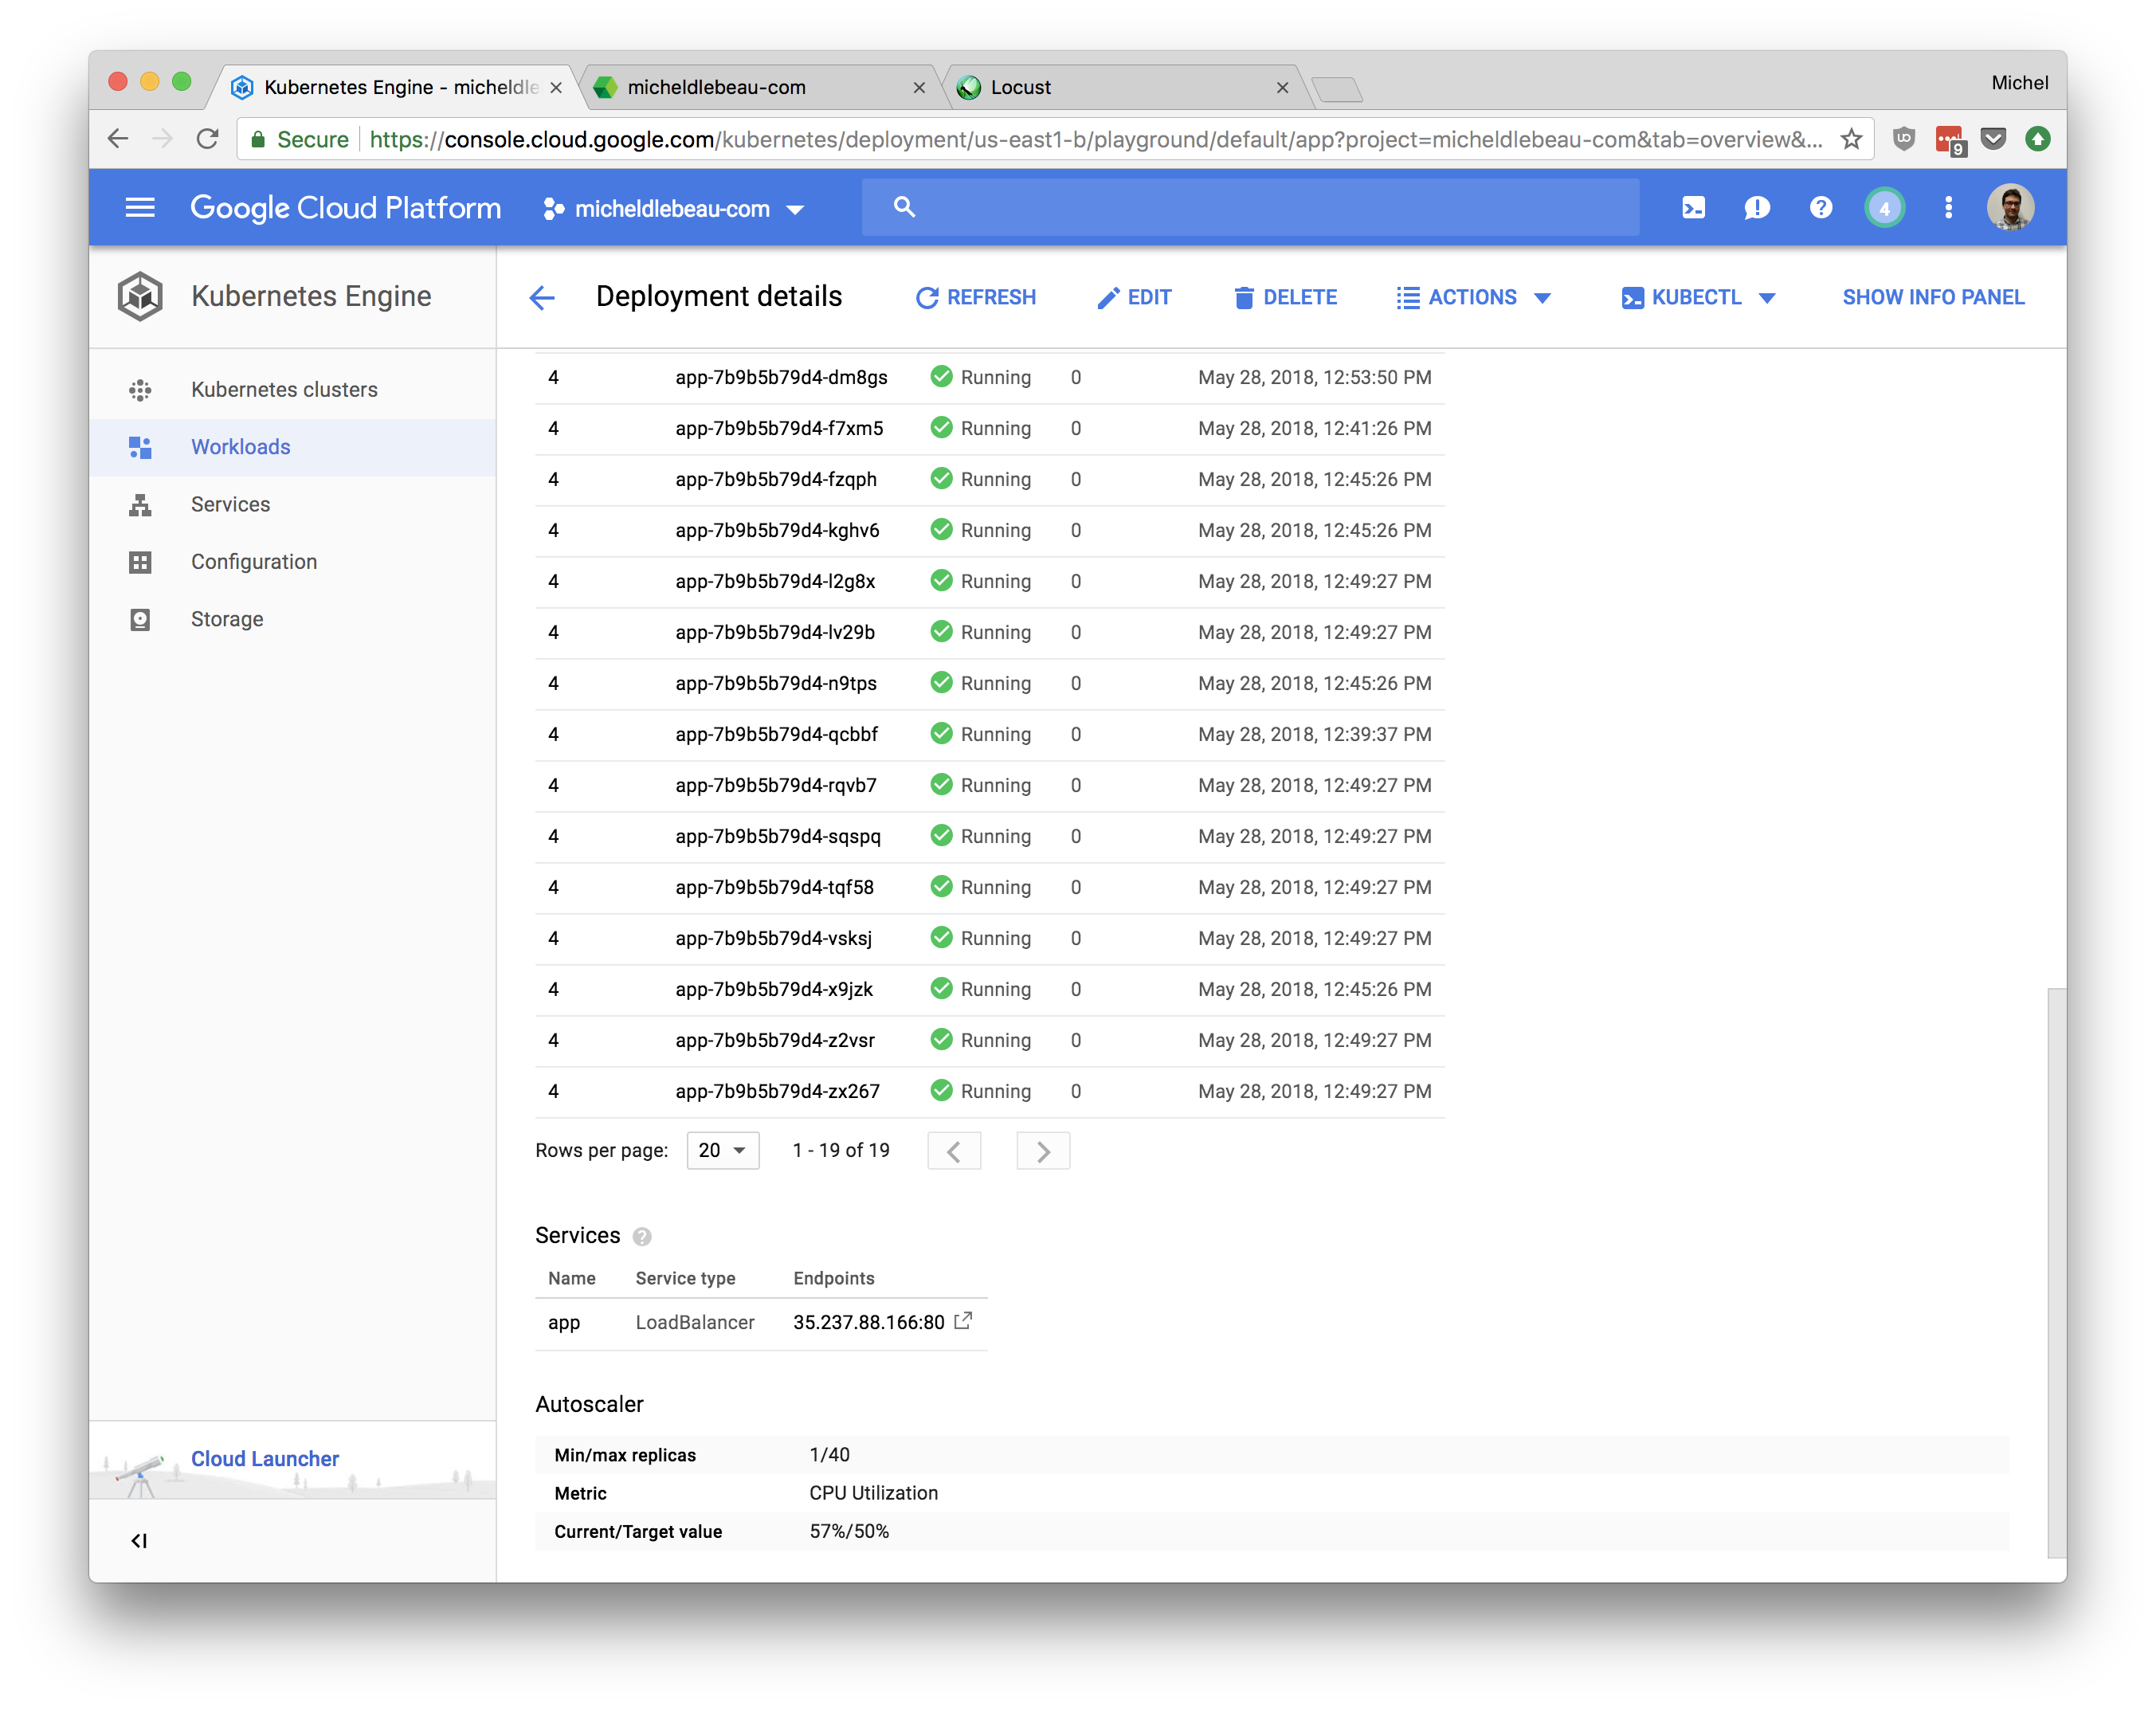 Kubernetes Engine - micheldle
micheldlebeau-com
Locust
Michel
Secure
https://console.cloud.google.com/kubernetes/deployment/us-east1-b/playground/default/app?project=micheldlebeau-com&tab=overview&...
9
Google Cloud Platform
micheldlebeau-com
4
Kubernetes Engine
Deployment details
REFRESH
EDIT
DELETE
ACTIONS
KUBECTL
SHOW INFO PANEL
Kubernetes clusters
Workloads
Services
Configuration
Storage
4 app-7b9b5b79d4-dm8gs Running 0 May 28, 2018, 12:53:50 PM
4 app-7b9b5b79d4-f7xm5 Running 0 May 28, 2018, 12:41:26 PM
4 app-7b9b5b79d4-fzqph Running 0 May 28, 2018, 12:45:26 PM
4 app-7b9b5b79d4-kghv6 Running 0 May 28, 2018, 12:45:26 PM
4 app-7b9b5b79d4-l2g8x Running 0 May 28, 2018, 12:49:27 PM
4 app-7b9b5b79d4-lv29b Running 0 May 28, 2018, 12:49:27 PM
4 app-7b9b5b79d4-n9tps Running 0 May 28, 2018, 12:45:26 PM
4 app-7b9b5b79d4-qcbbf Running 0 May 28, 2018, 12:39:37 PM
4 app-7b9b5b79d4-rqvb7 Running 0 May 28, 2018, 12:49:27 PM
4 app-7b9b5b79d4-sqspq Running 0 May 28, 2018, 12:49:27 PM
4 app-7b9b5b79d4-tqf58 Running 0 May 28, 2018, 12:49:27 PM
4 app-7b9b5b79d4-vsksj Running 0 May 28, 2018, 12:49:27 PM
4 app-7b9b5b79d4-x9jzk Running 0 May 28, 2018, 12:45:26 PM
4 app-7b9b5b79d4-z2vsr Running 0 May 28, 2018, 12:49:27 PM
4 app-7b9b5b79d4-zx267 Running 0 May 28, 2018, 12:49:27 PM
Rows per page: 20 1 - 19 of 19
Services
Name Service type Endpoints
app LoadBalancer 35.237.88.166:80
Autoscaler
Min/max replicas 1/40
Metric CPU Utilization
Current/Target value 57%/50%
Cloud Launcher